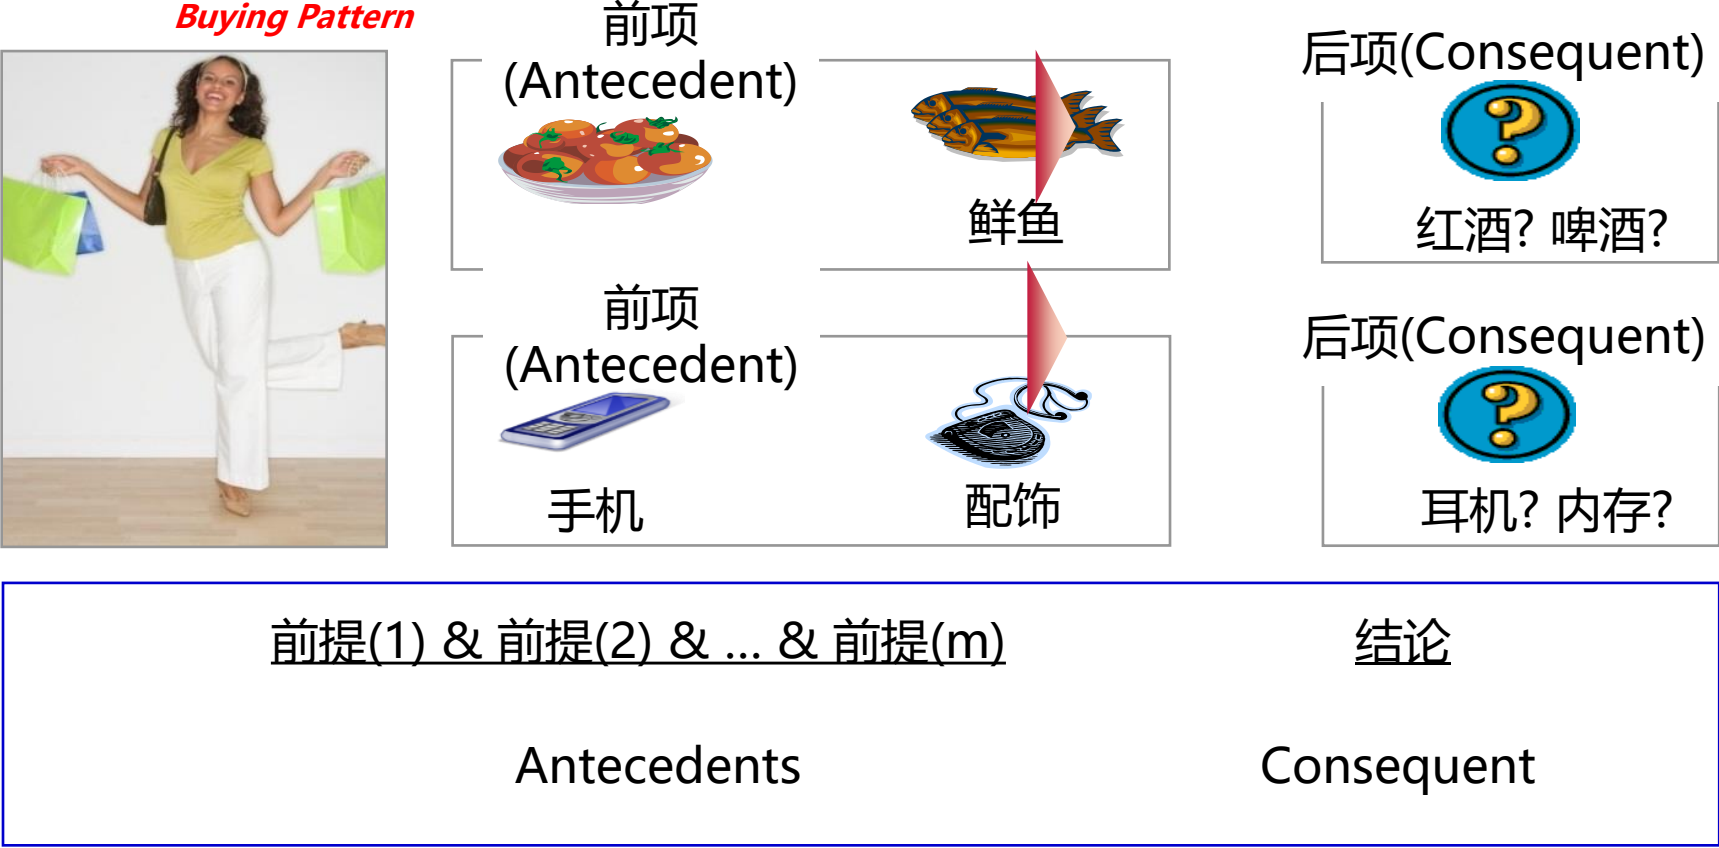 Buying Pattern
前项
(Antecedent)
鲜鱼
后项(Consequent)
红酒? 啤酒?
前项
(Antecedent)
手机
配饰
后项(Consequent)
耳机? 内存?
前提(1) & 前提(2) & ... & 前提(m)
结论
Antecedents
Consequent